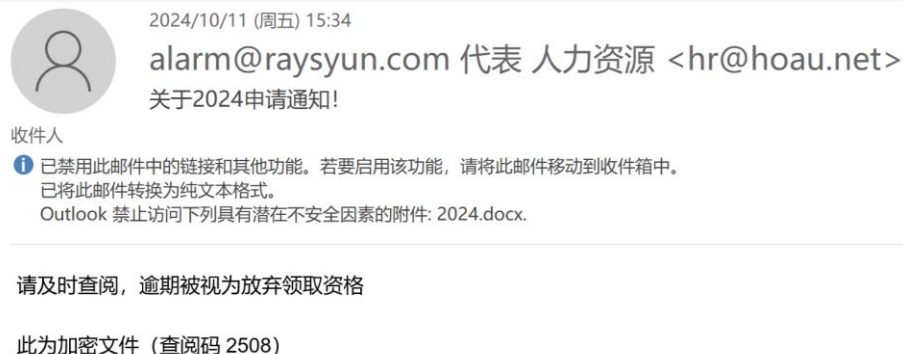 2024/10/11 (周五) 15:34
alarm@raysyun.com 代表 人力资源 <hr@hoau.net>
关于2024申请通知!
收件人
已禁用此邮件中的链接和其他功能。若要启用该功能，请将此邮件移动到收件箱中。
已将此邮件转换为纯文本格式。
Outlook 禁止访问下列具有潜在不安全因素的附件: 2024.docx.
请及时查阅，逾期被视为放弃领取资格
此为加密文件（查阅码 2508）